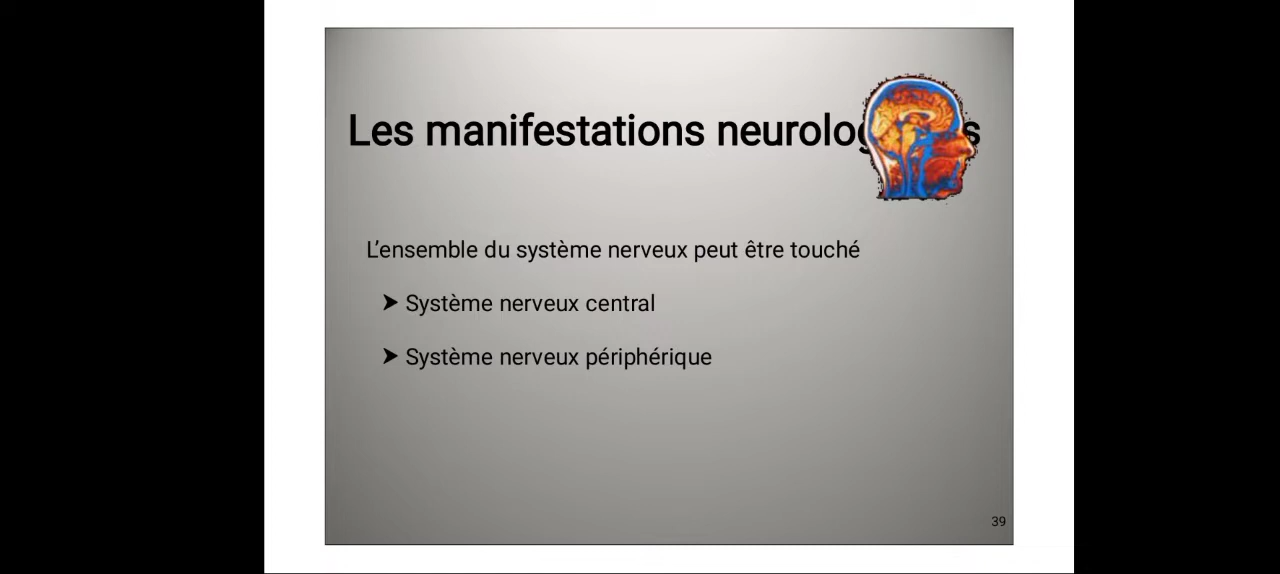 Les manifestations neurolog s
L’ensemble du système nerveux peut être touché
➤ Système nerveux central
➤ Système nerveux périphérique
39